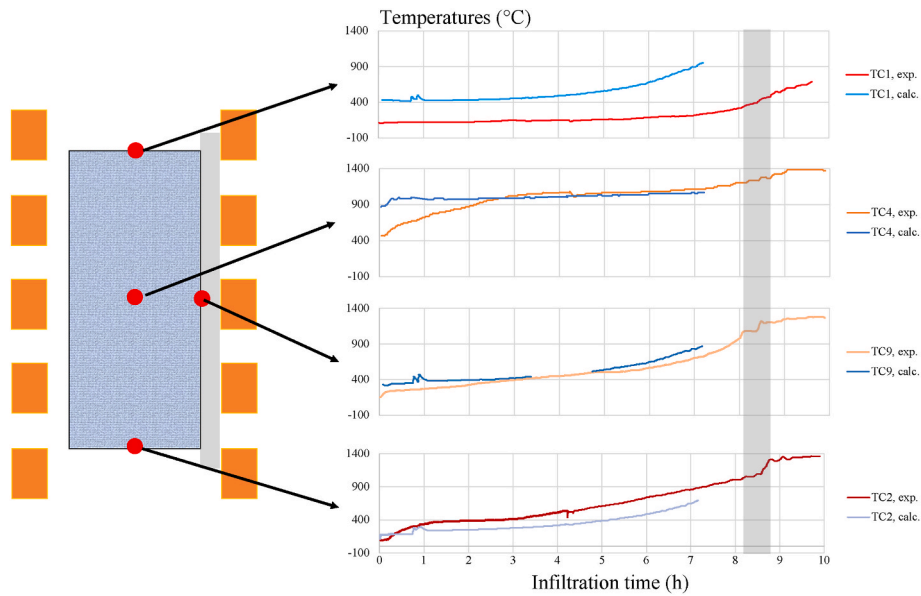 Temperatures (°C)
1400
900
400
-100
TC1, exp.
TC1, calc.
1400
900
400
-100
TC4, exp.
TC4, calc.
1400
900
400
-100
TC9, exp.
TC9, calc.
1400
900
400
-100
TC2, exp.
TC2, calc.
0 1 2 3 4 5 6 7 8 9 10
Infiltration time (h)